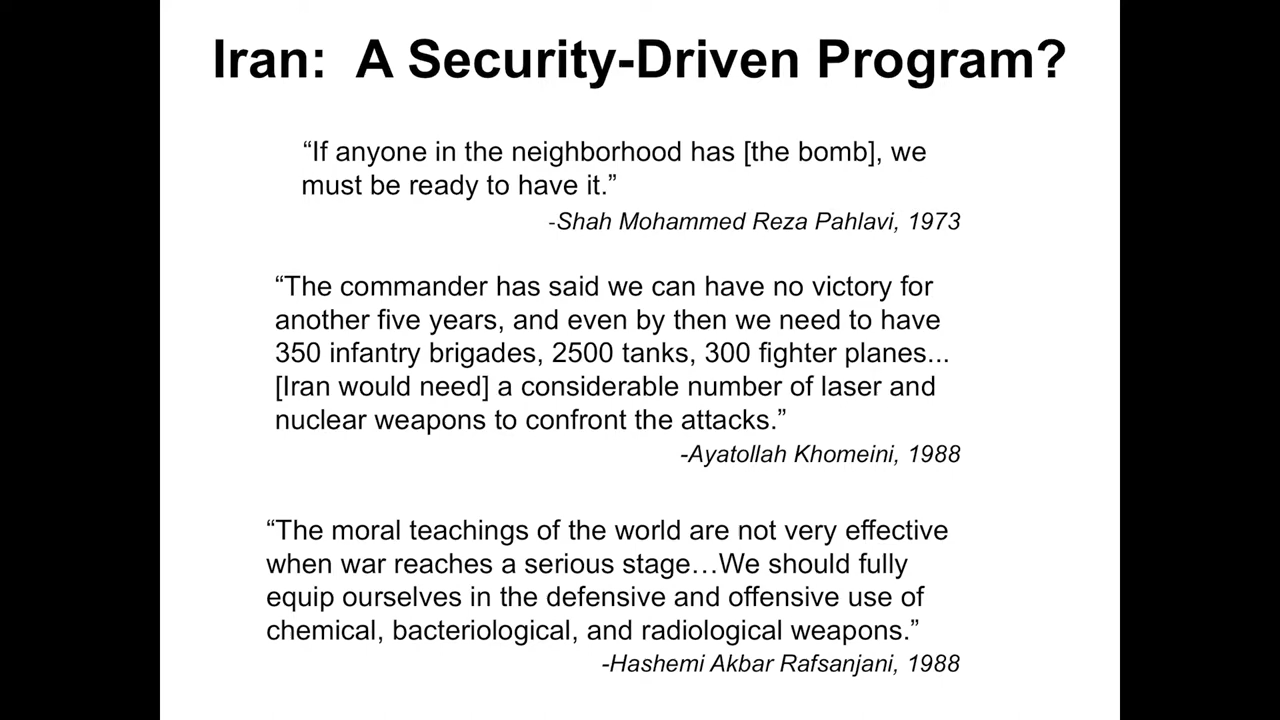 Iran:  A Security-Driven Program?
“If anyone in the neighborhood has [the bomb], we
must be ready to have it.”
-Shah Mohammed Reza Pahlavi, 1973
“The commander has said we can have no victory for
another five years, and even by then we need to have
350 infantry brigades, 2500 tanks, 300 fighter planes...
[Iran would need] a considerable number of laser and
nuclear weapons to confront the attacks.”
-Ayatollah Khomeini, 1988
“The moral teachings of the world are not very effective
when war reaches a serious stage…We should fully
equip ourselves in the defensive and offensive use of
chemical, bacteriological, and radiological weapons.”
-Hashemi Akbar Rafsanjani, 1988